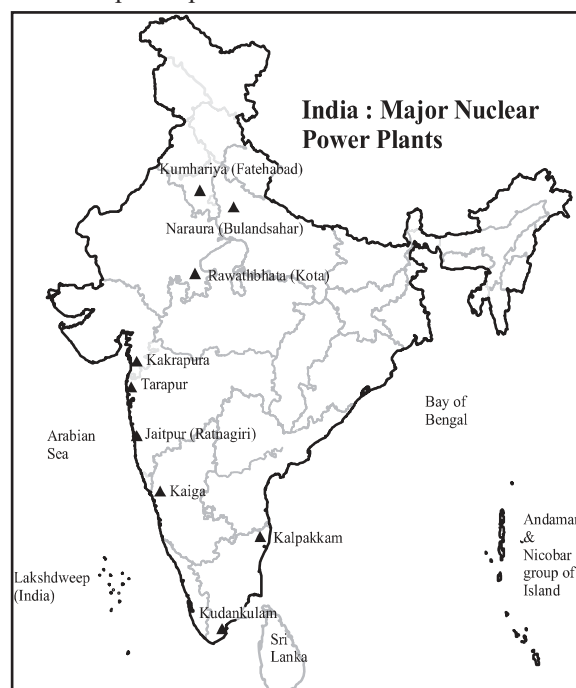 India : Major Nuclear
Power Plants
Kumhariya (Fatehabad)
Naraura (Bulandsahar)
Rawathbhata (Kota)
Kakrapura
Tarapur
Bay of
Bengal
Arabian
Sea
Jaitpur (Ratnagiri)
Kaiga
Kalpakkam
Andaman
&
Nicobar
group of
Island
Lakshdweep
(India)
Kudankulam
Sri
Lanka